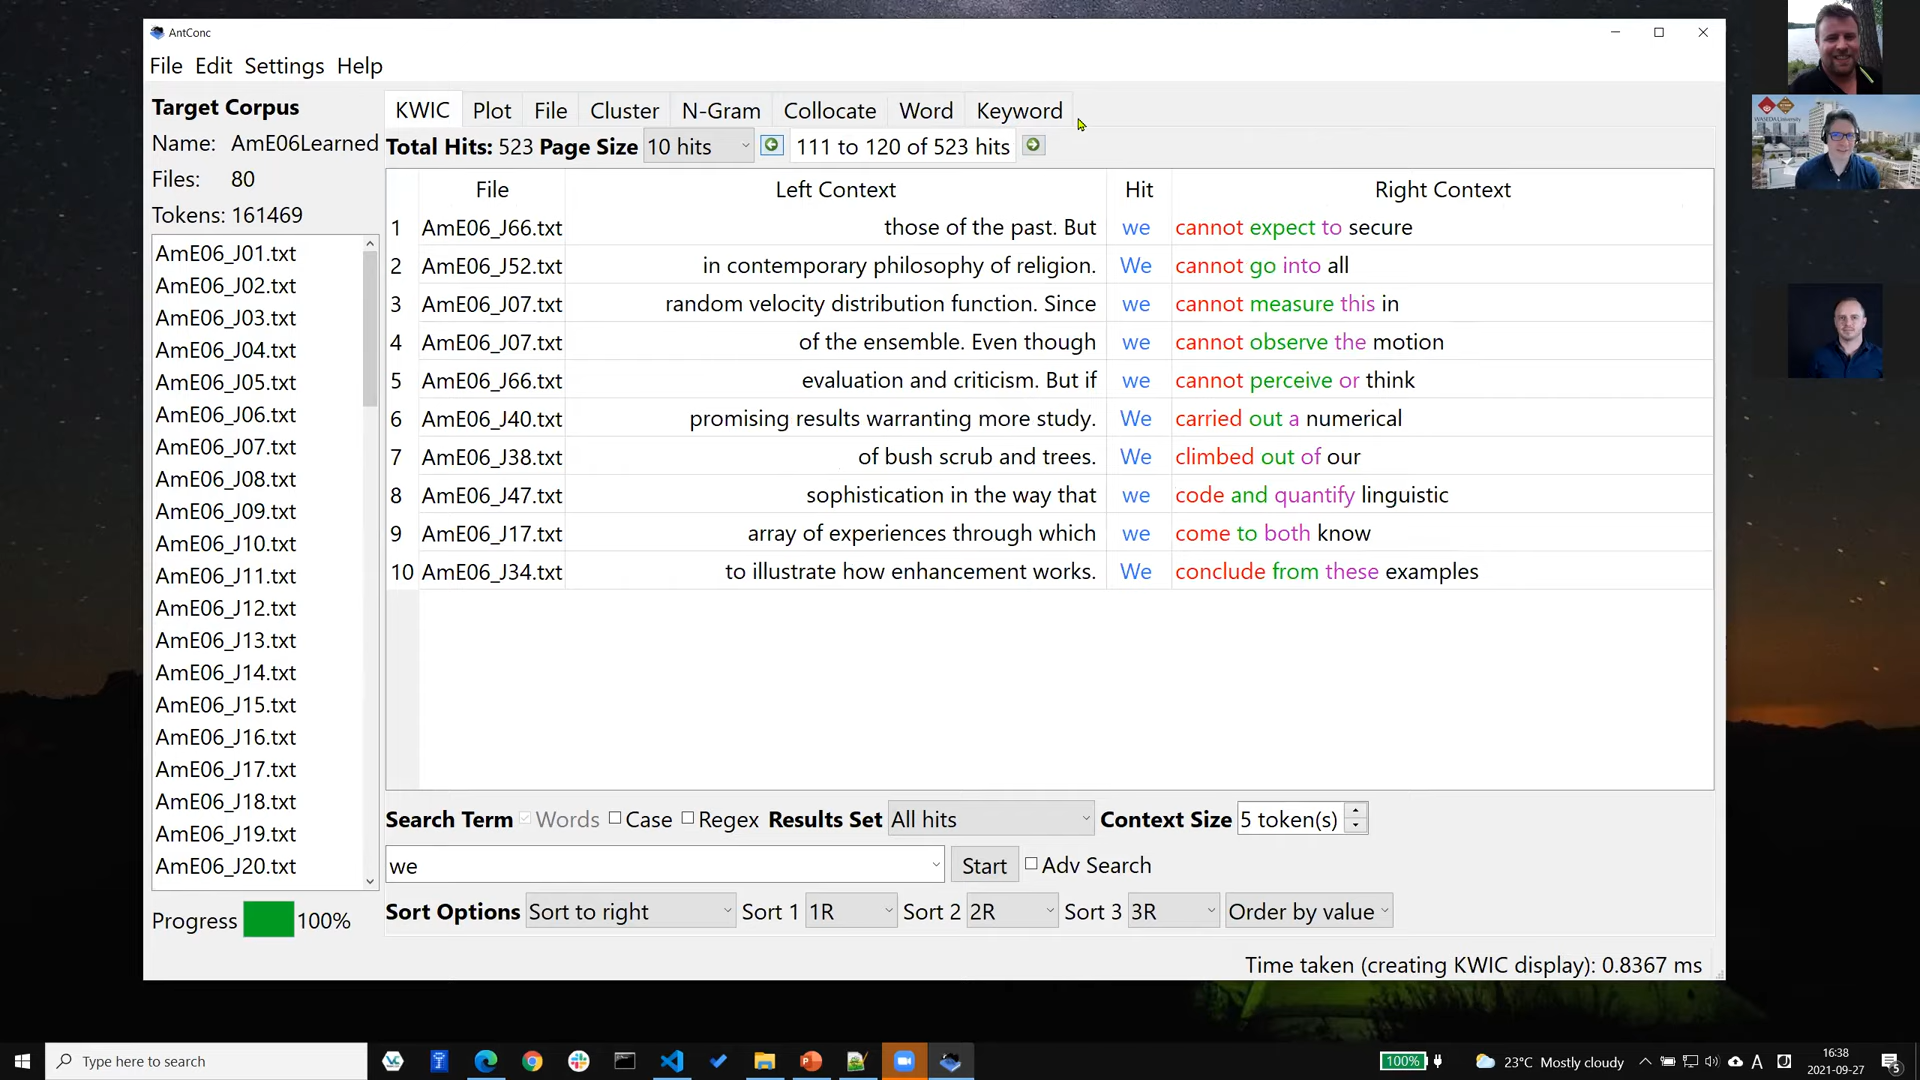 AntConc
File Edit Settings Help
Target Corpus
Name: AmE06Learned
Files: 80
Tokens: 161469
AmE06_J01.txt
AmE06_J02.txt
AmE06_J03.txt
AmE06_J04.txt
AmE06_J05.txt
AmE06_J06.txt
AmE06_J07.txt
AmE06_J08.txt
AmE06_J09.txt
AmE06_J10.txt
AmE06_J11.txt
AmE06_J12.txt
AmE06_J13.txt
AmE06_J14.txt
AmE06_J15.txt
AmE06_J16.txt
AmE06_J17.txt
AmE06_J18.txt
AmE06_J19.txt
AmE06_J20.txt
Progress 100%
KWIC Plot File Cluster N-Gram Collocate Word Keyword
Total Hits: 523 Page Size 10 hits 111 to 120 of 523 hits
File Left Context Hit Right Context
1 AmE06_J66.txt those of the past. But we cannot expect to secure
2 AmE06_J52.txt in contemporary philosophy of religion. We cannot go into all
3 AmE06_J07.txt random velocity distribution function. Since we cannot measure this in
4 AmE06_J07.txt of the ensemble. Even though we cannot observe the motion
5 AmE06_J66.txt evaluation and criticism. But if we cannot perceive or think
6 AmE06_J40.txt promising results warranting more study. We carried out a numerical
7 AmE06_J38.txt of bush scrub and trees. We climbed out of our
8 AmE06_J47.txt sophistication in the way that we code and quantify linguistic
9 AmE06_J17.txt array of experiences through which we come to both know
10 AmE06_J34.txt to illustrate how enhancement works. We conclude from these examples
Search Term Words Case Regex Results Set All hits Context Size 5 token(s)
we Start Adv Search
Sort Options Sort to right Sort 1 1R Sort 2 2R Sort 3 3R Order by value
Time taken (creating KWIC display): 0.8367 ms
WASEDA University
Type here to search
100%
23°C Mostly cloudy
A
16:38
2021-09-27
5